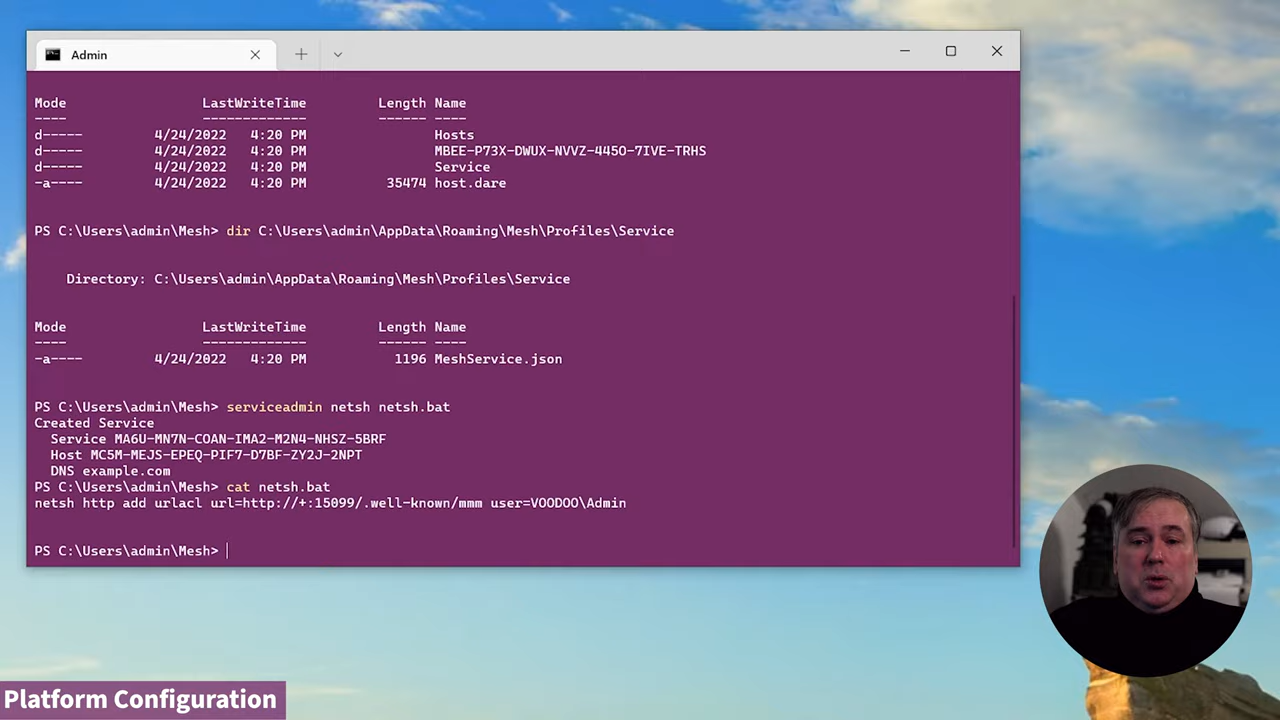 Admin
Mode LastWriteTime Length Name
---- ------------- ------ ----
d----- 4/24/2022 4:20 PM Hosts
d----- 4/24/2022 4:20 PM MBEE-P73X-DWUX-NVVZ-445O-7IVE-TRHS
d----- 4/24/2022 4:20 PM Service
-a---- 4/24/2022 4:20 PM 35474 host.dare
PS C:\Users\admin\Mesh> dir C:\Users\admin\AppData\Roaming\Mesh\Profiles\Service
Directory: C:\Users\admin\AppData\Roaming\Mesh\Profiles\Service
Mode LastWriteTime Length Name
---- ------------- ------ ----
-a---- 4/24/2022 4:20 PM 1196 MeshService.json
PS C:\Users\admin\Mesh> serviceadmin netsh netsh.bat
Created Service
Service MA6U-MN7N-COAN-IMA2-M2N4-NHSZ-5BRF
Host MC5M-MEJS-EPEQ-PIF7-D7BF-ZY2J-2NPT
DNS example.com
PS C:\Users\admin\Mesh> cat netsh.bat
netsh http add urlacl url=http://+:15099/.well-known/mmm user=VOODOO\Admin
PS C:\Users\admin\Mesh>
Platform Configuration